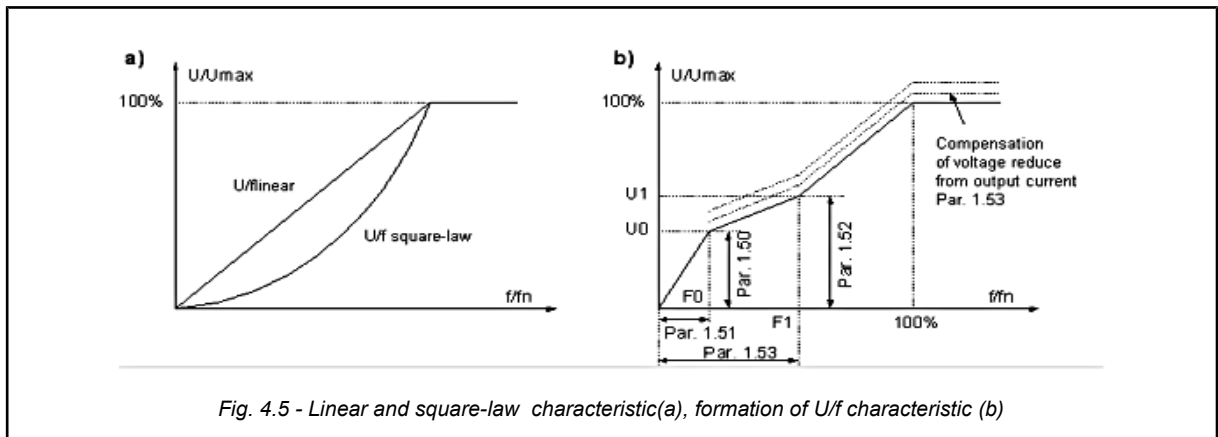 a)
U/Umax
100%
U/flinear
U/f square-law
f/fn
b)
U/Umax
100%
Compensation
of voltage reduce
from output current
Par. 1.53
U1
U0
Par. 1.50
Par. 1.52
F0
f/fn
F1
100%
Par. 1.51
Par. 1.53
Fig. 4.5 - Linear and square-law characteristic(a), formation of U/f characteristic (b)